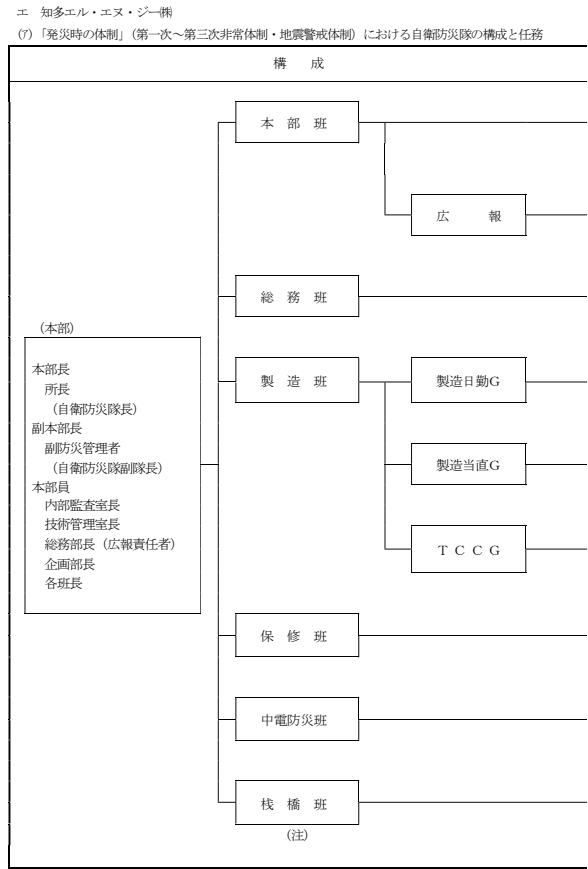 エ 知多エル・エヌ・ジー㈱
(ｱ)「発災時の体制」（第一次～第三次非常体制・地震警戒体制）における自衛防災隊の構成と任務
構 成
本 部 班
広 報
総 務 班
（本部）
本部長
所長
（自衛防災隊長）
副本部長
副防災管理者
（自衛防災隊副隊長）
本部員
内部監査室長
技術管理室長
総務部長（広報責任者）
企画部長
各班長
製 造 班
製造日勤G
製造当直G
T C C G
保 修 班
中電防災班
桟 橋 班
（注）